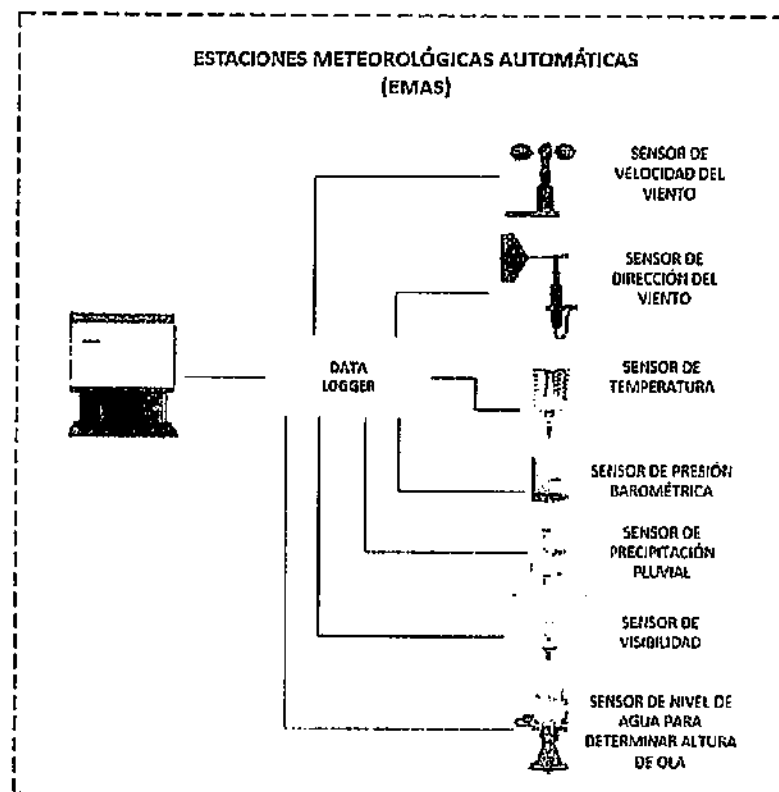 ESTACIONES METEOROLÓGICAS AUTOMÁTICAS
(EMAS)
SENSOR DE
VELOCIDAD DEL
VIENTO
SENSOR DE
DIRECCIÓN DEL
VIENTO
DATA
LOGGER
SENSOR DE
TEMPERATURA
SENSOR DE PRESIÓN
BAROMÉTRICA
SENSOR DE
PRECIPITACIÓN
PLUVIAL
SENSOR DE
VISIBILIDAD
SENSOR DE NIVEL DE
AGUA PARA
DETERMINAR ALTURA
DE OLA